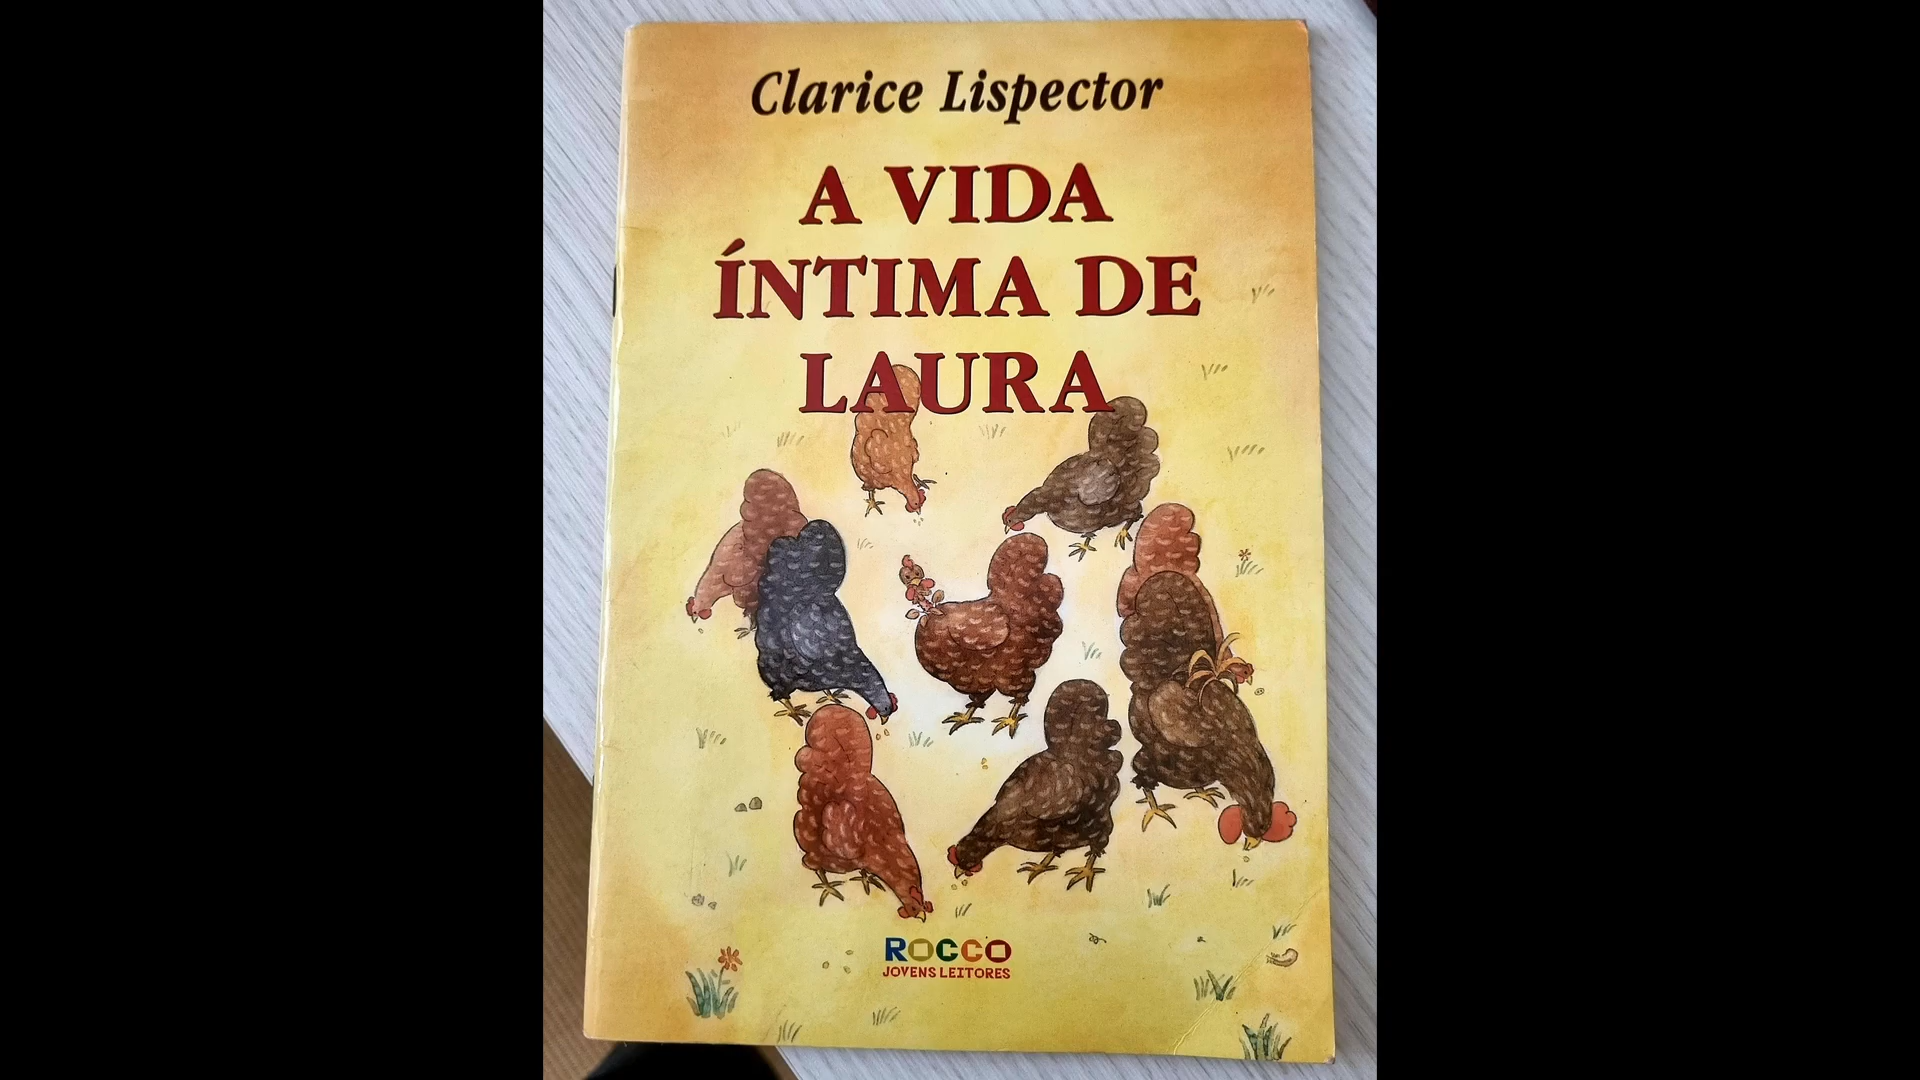 Clarice Lispector
A VIDA
ÍNTIMA DE
LAURA
ROCCO
JOVENS LEITORES